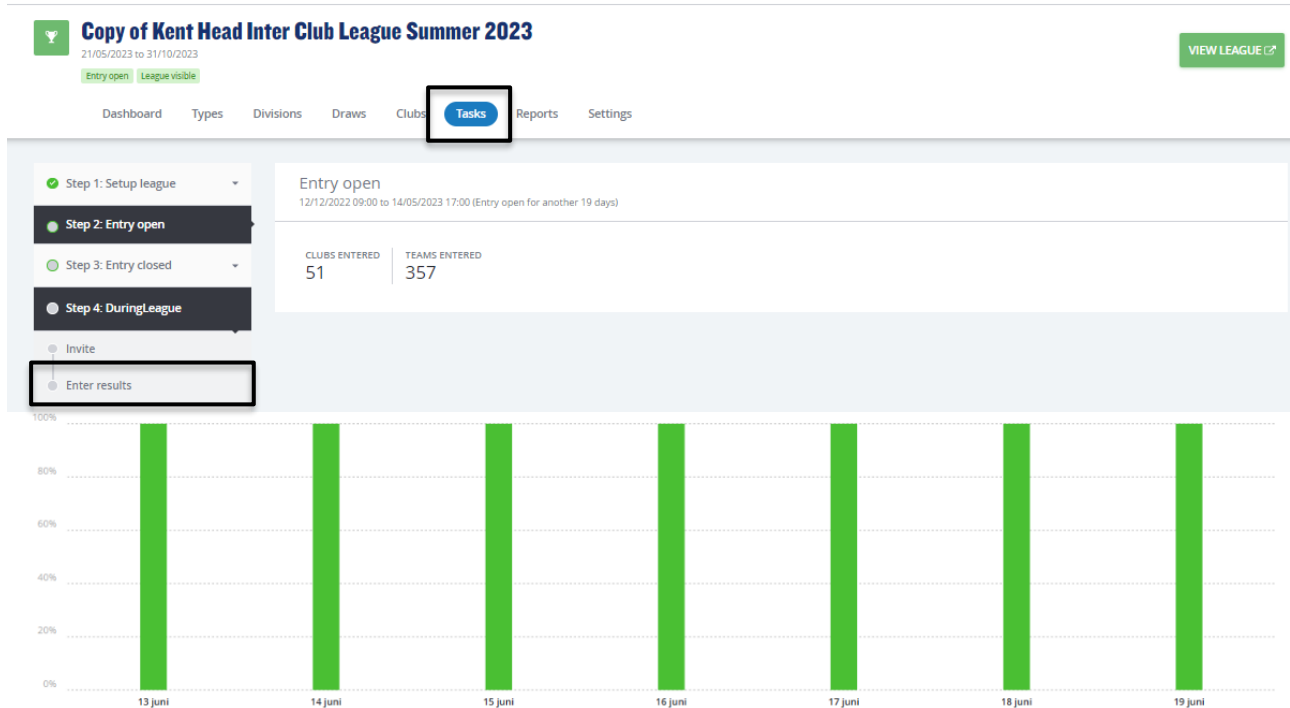 Copy of Kent Head Inter Club League Summer 2023
21/05/2023 to 31/10/2023
Entry open League visible
VIEW LEAGUE
Dashboard Types Divisions Draws Clubs Tasks Reports Settings
Step 1: Setup league
Step 2: Entry open
Step 3: Entry closed
Step 4: DuringLeague
Invite
Enter results
Entry open
12/12/2022 09:00 to 14/05/2023 17:00 (Entry open for another 19 days)
CLUBS ENTERED TEAMS ENTERED
51 357
100%
80%
60%
40%
20%
0%
13 juni 14 juni 15 juni 16 juni 17 juni 18 juni 19 juni